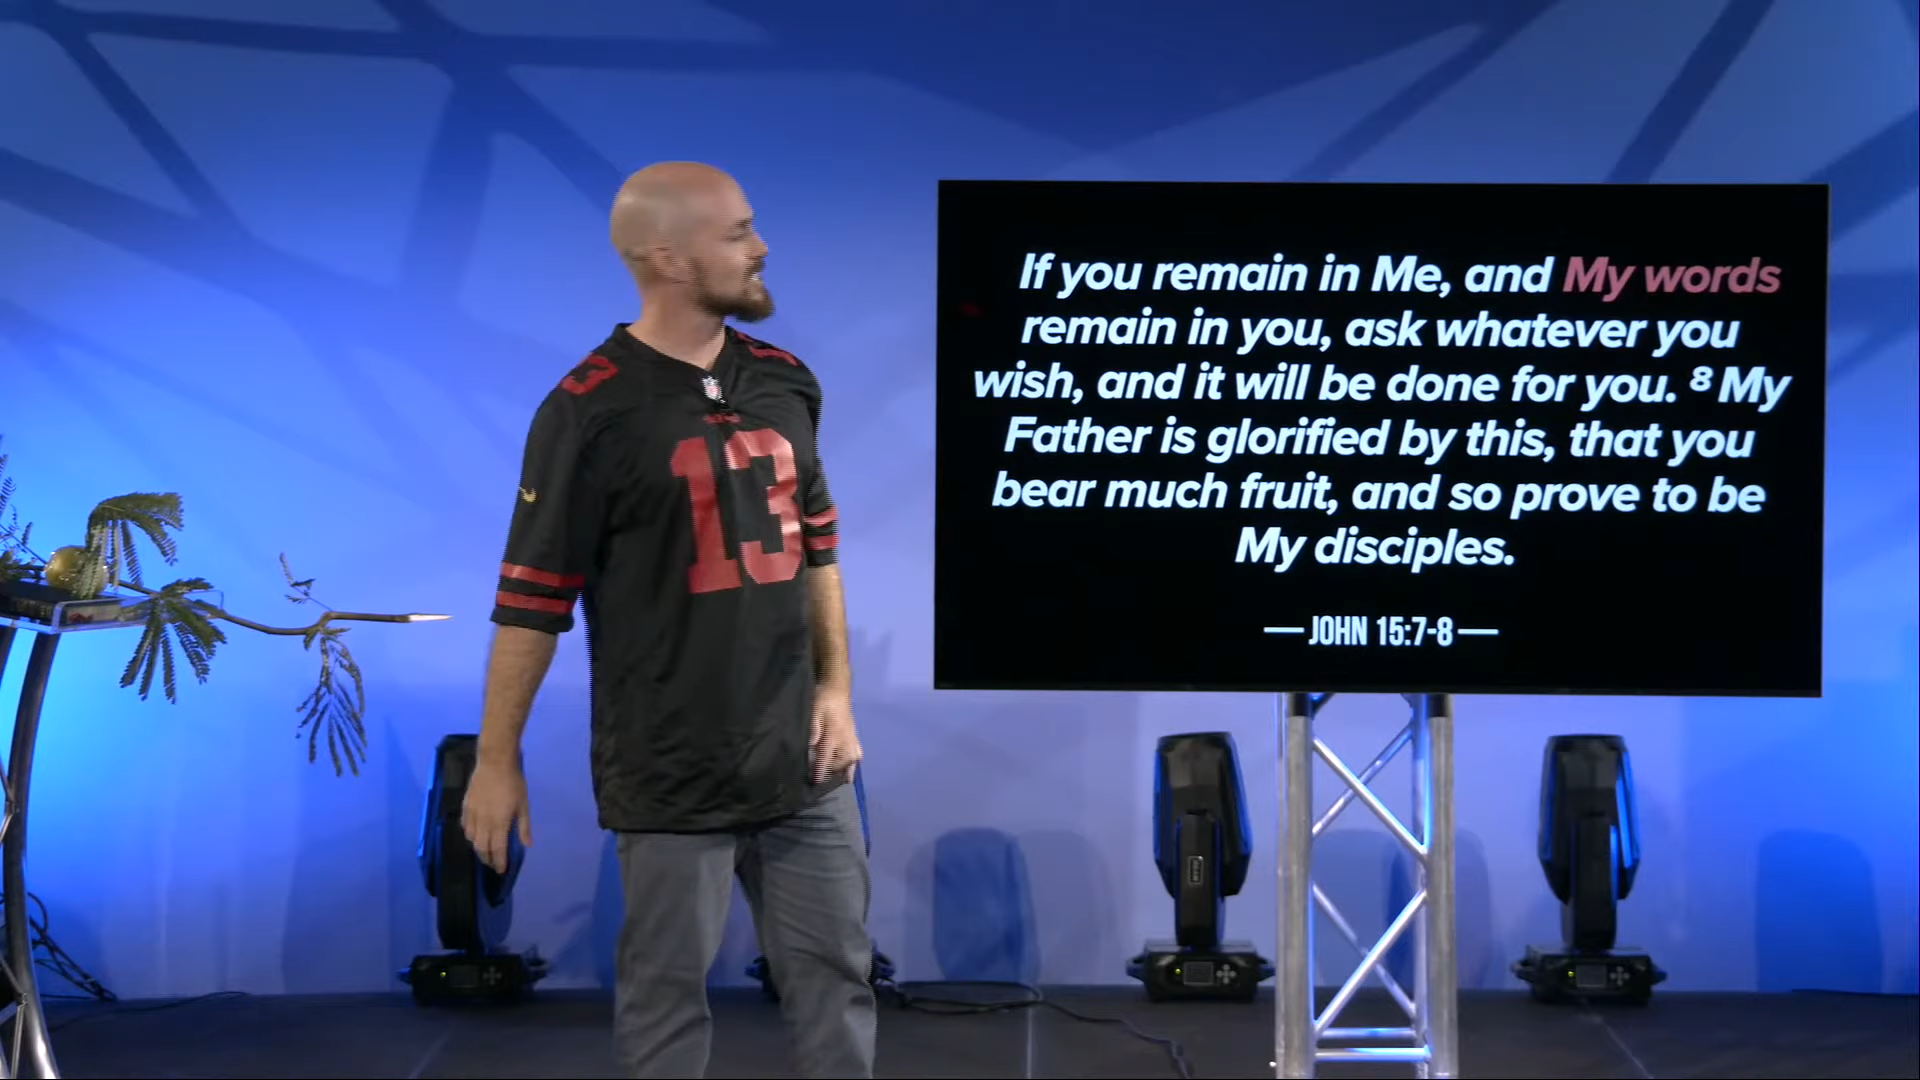 If you remain in Me, and My words
remain in you, ask whatever you
wish, and it will be done for you. ⁸ My
Father is glorified by this, that you
bear much fruit, and so prove to be
My disciples.
— JOHN 15:7-8 —
13
13